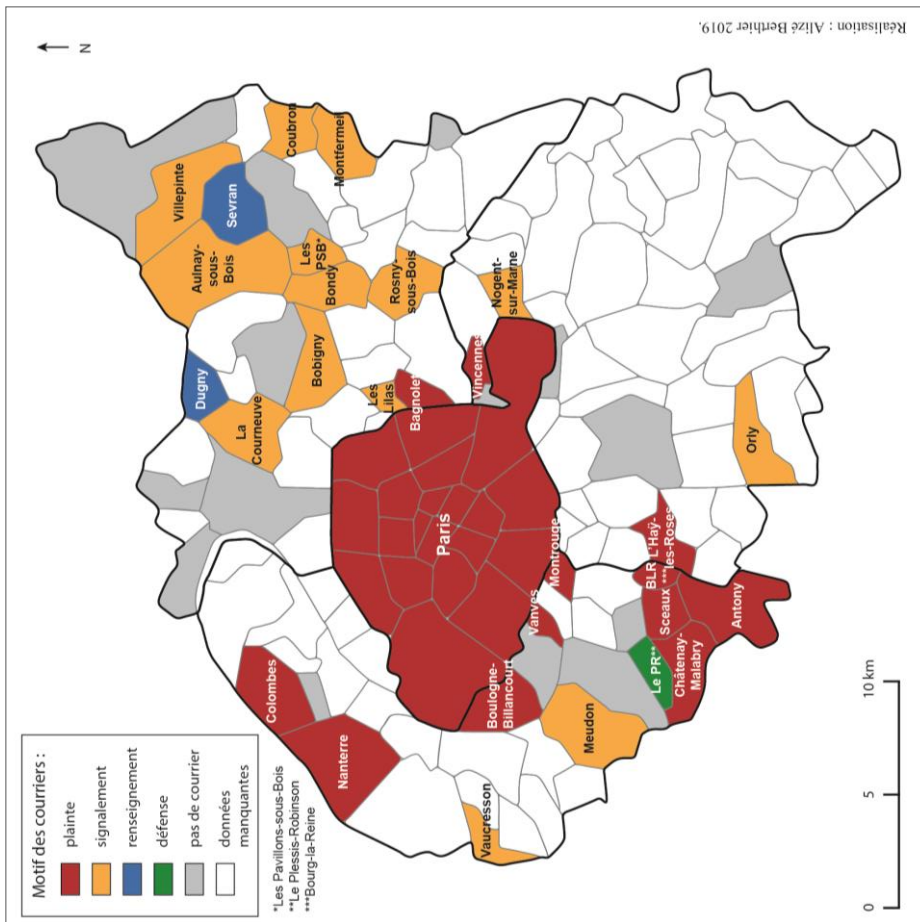 Réalisation : Alizé Berthier 2019.
N
Coubron
Montfermeil
Villepinte
Sevran
Aulnay-
sous-
Bois
Les
PSB*
Bondy
Rosny-
sous-Bois
Nogent-
sur-Marne
Dugny
La
Courneuve
Bobigny
Les
Lilas
Bagnolet
Vincennes
Paris
Orly
Montrouge
Vanves
BLR
***
L'Haÿ-
les-Roses
Sceaux
Antony
Châtenay-
Malabry
Le PR**
Colombes
Nanterre
Boulogne-
Billancourt
Meudon
Vaucresson
Motif des courriers :
plainte
signalement
renseignement
défense
pas de courrier
données
manquantes
*Les Pavillons-sous-Bois
**Le Plessis-Robinson
***Bourg-la-Reine
0
5
10 km